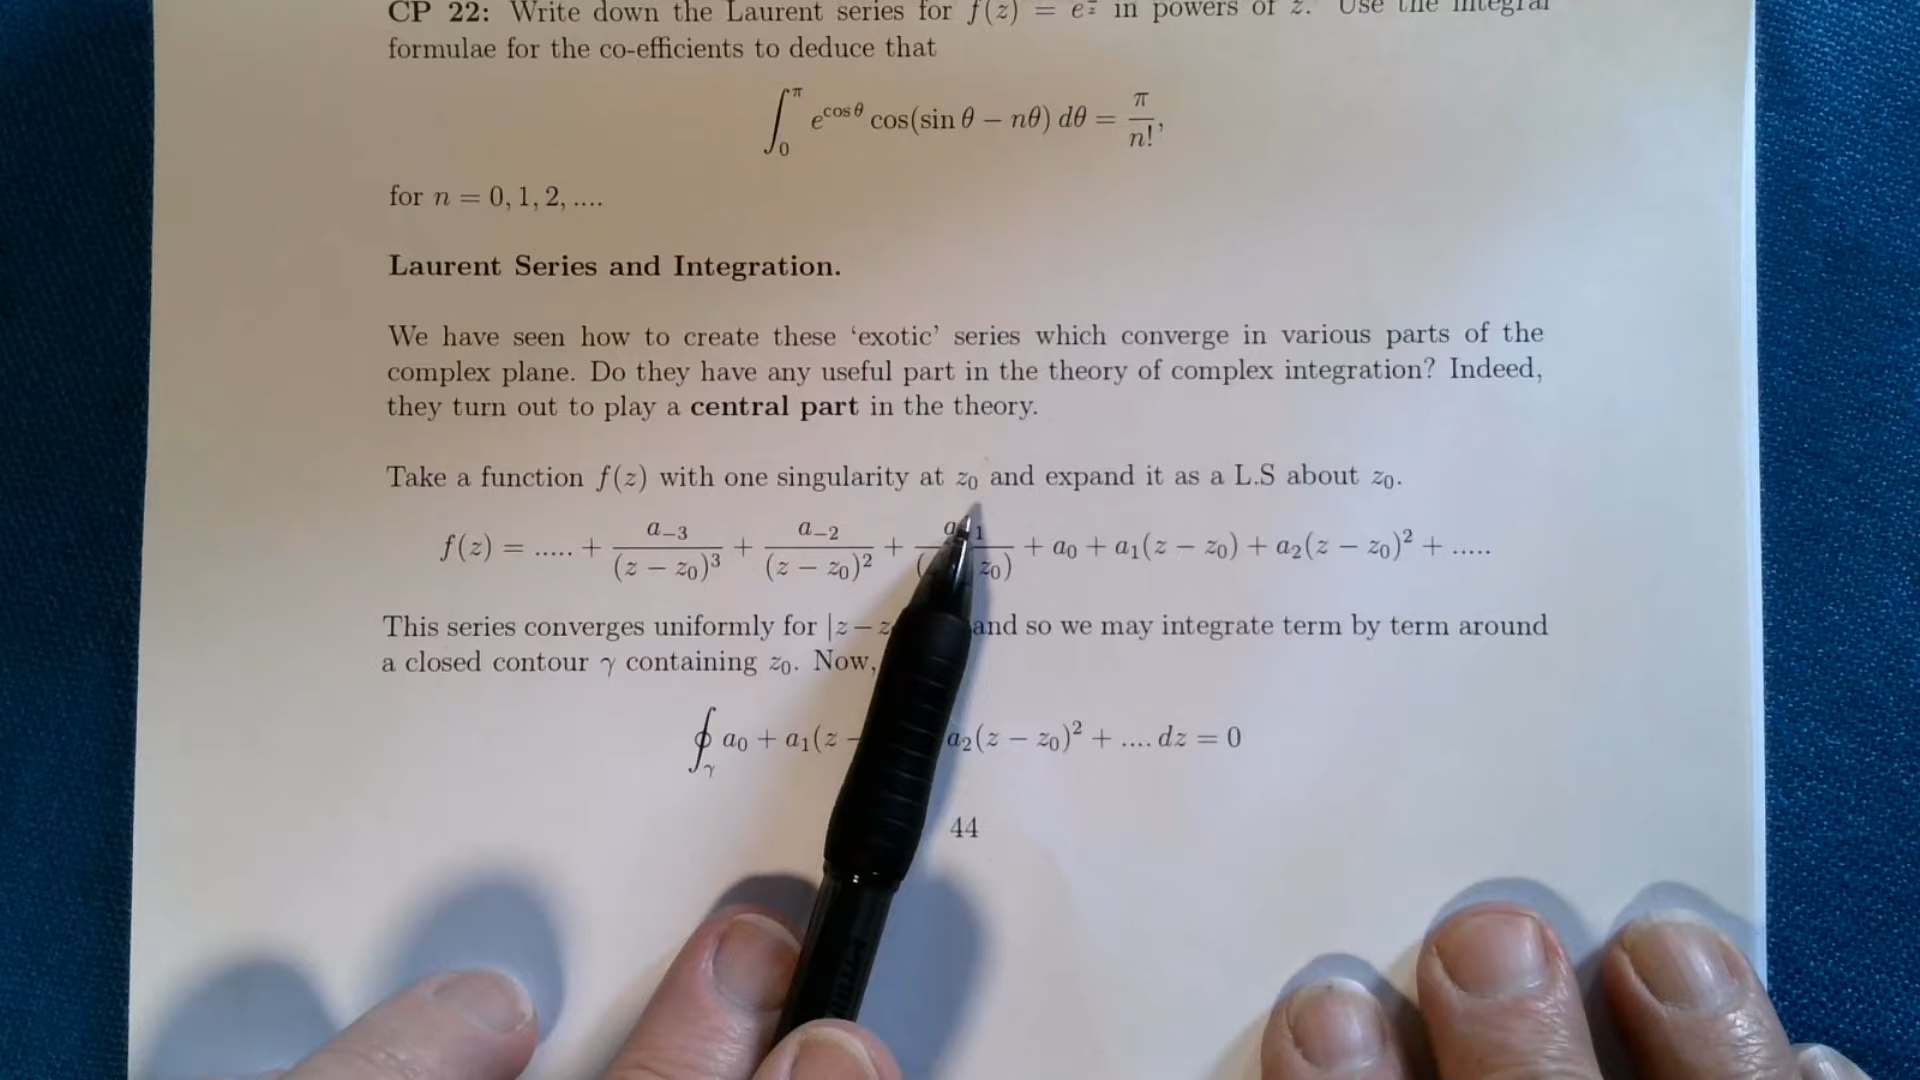 CP 22: Write down the Laurent series for f(z) = e^{\frac{1}{z}} in powers of z. Use the integral
formulae for the co-efficients to deduce that
∫_0^π e^{cos θ} cos(sin θ − nθ) dθ = π/n!,
for n = 0, 1, 2, ....
Laurent Series and Integration.
We have seen how to create these ‘exotic’ series which converge in various parts of the
complex plane. Do they have any useful part in the theory of complex integration? Indeed,
they turn out to play a central part in the theory.
Take a function f(z) with one singularity at z_0 and expand it as a L.S about z_0.
f(z) = ..... + a_{−3}/(z − z_0)^3 + a_{−2}/(z − z_0)^2 + a 1/( z_0) + a_0 + a_1(z − z_0) + a_2(z − z_0)^2 + .....
This series converges uniformly for |z − z and so we may integrate term by term around
a closed contour γ containing z_0. Now,
∮_γ a_0 + a_1(z − a_2(z − z_0)^2 + .... dz = 0
44